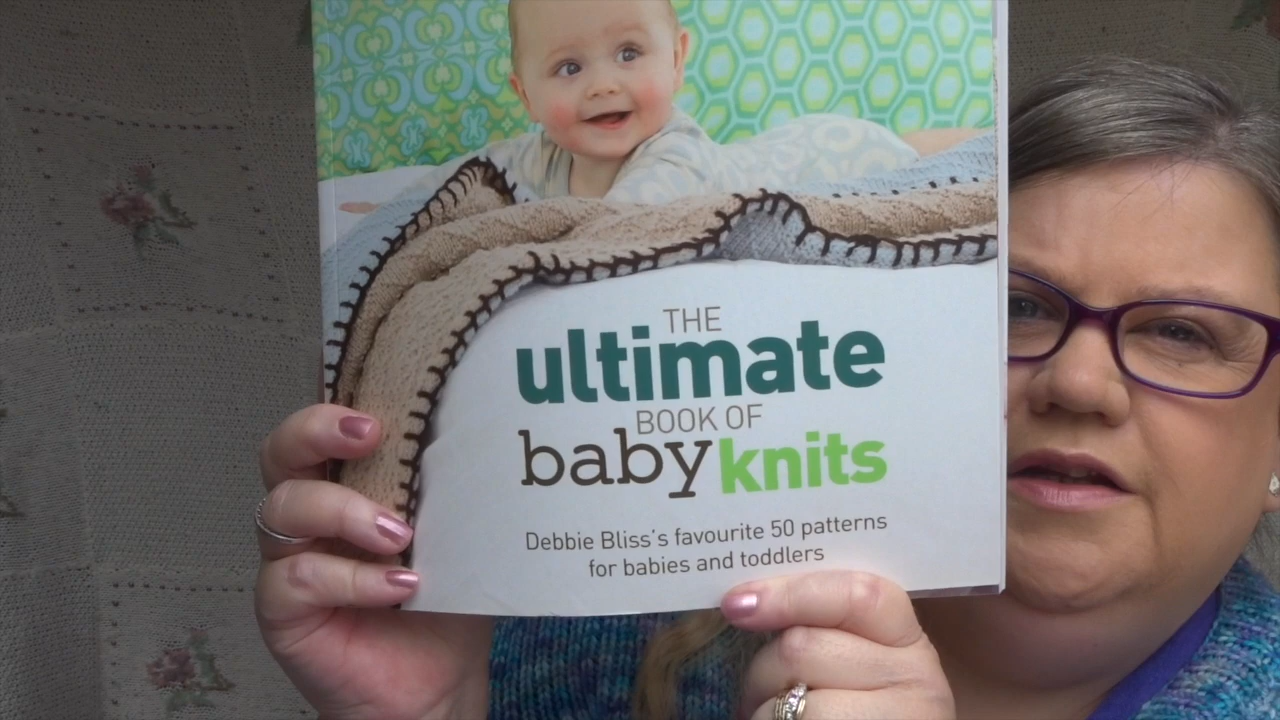 THE
ultimate
BOOK OF
baby knits
Debbie Bliss's favourite 50 patterns
for babies and toddlers